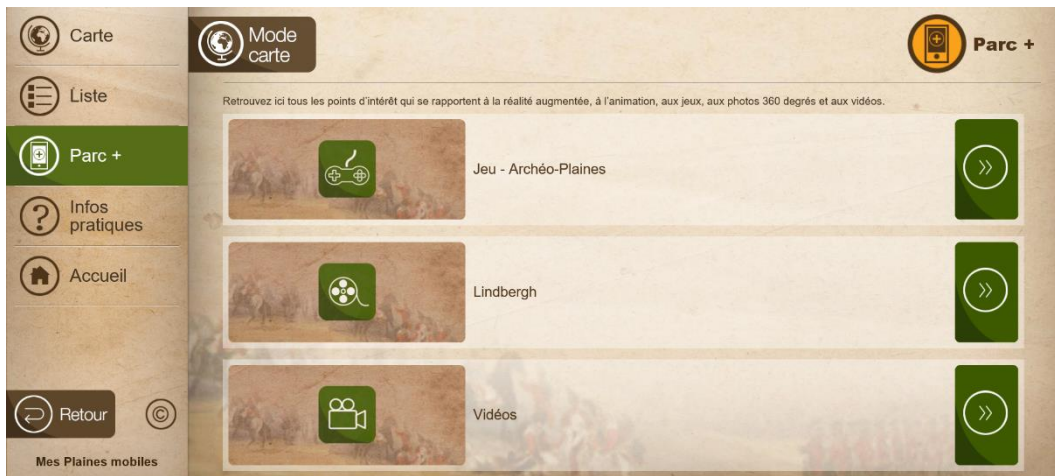 Carte
Liste
Parc +
Infos
pratiques
Accueil
Retour
©
Mes Plaines mobiles
Mode
carte
Parc +
Retrouvez ici tous les points d'intérêt qui se rapportent à la réalité augmentée, à l'animation, aux jeux, aux photos 360 degrés et aux vidéos.
Jeu - Archéo-Plaines
Lindbergh
Vidéos